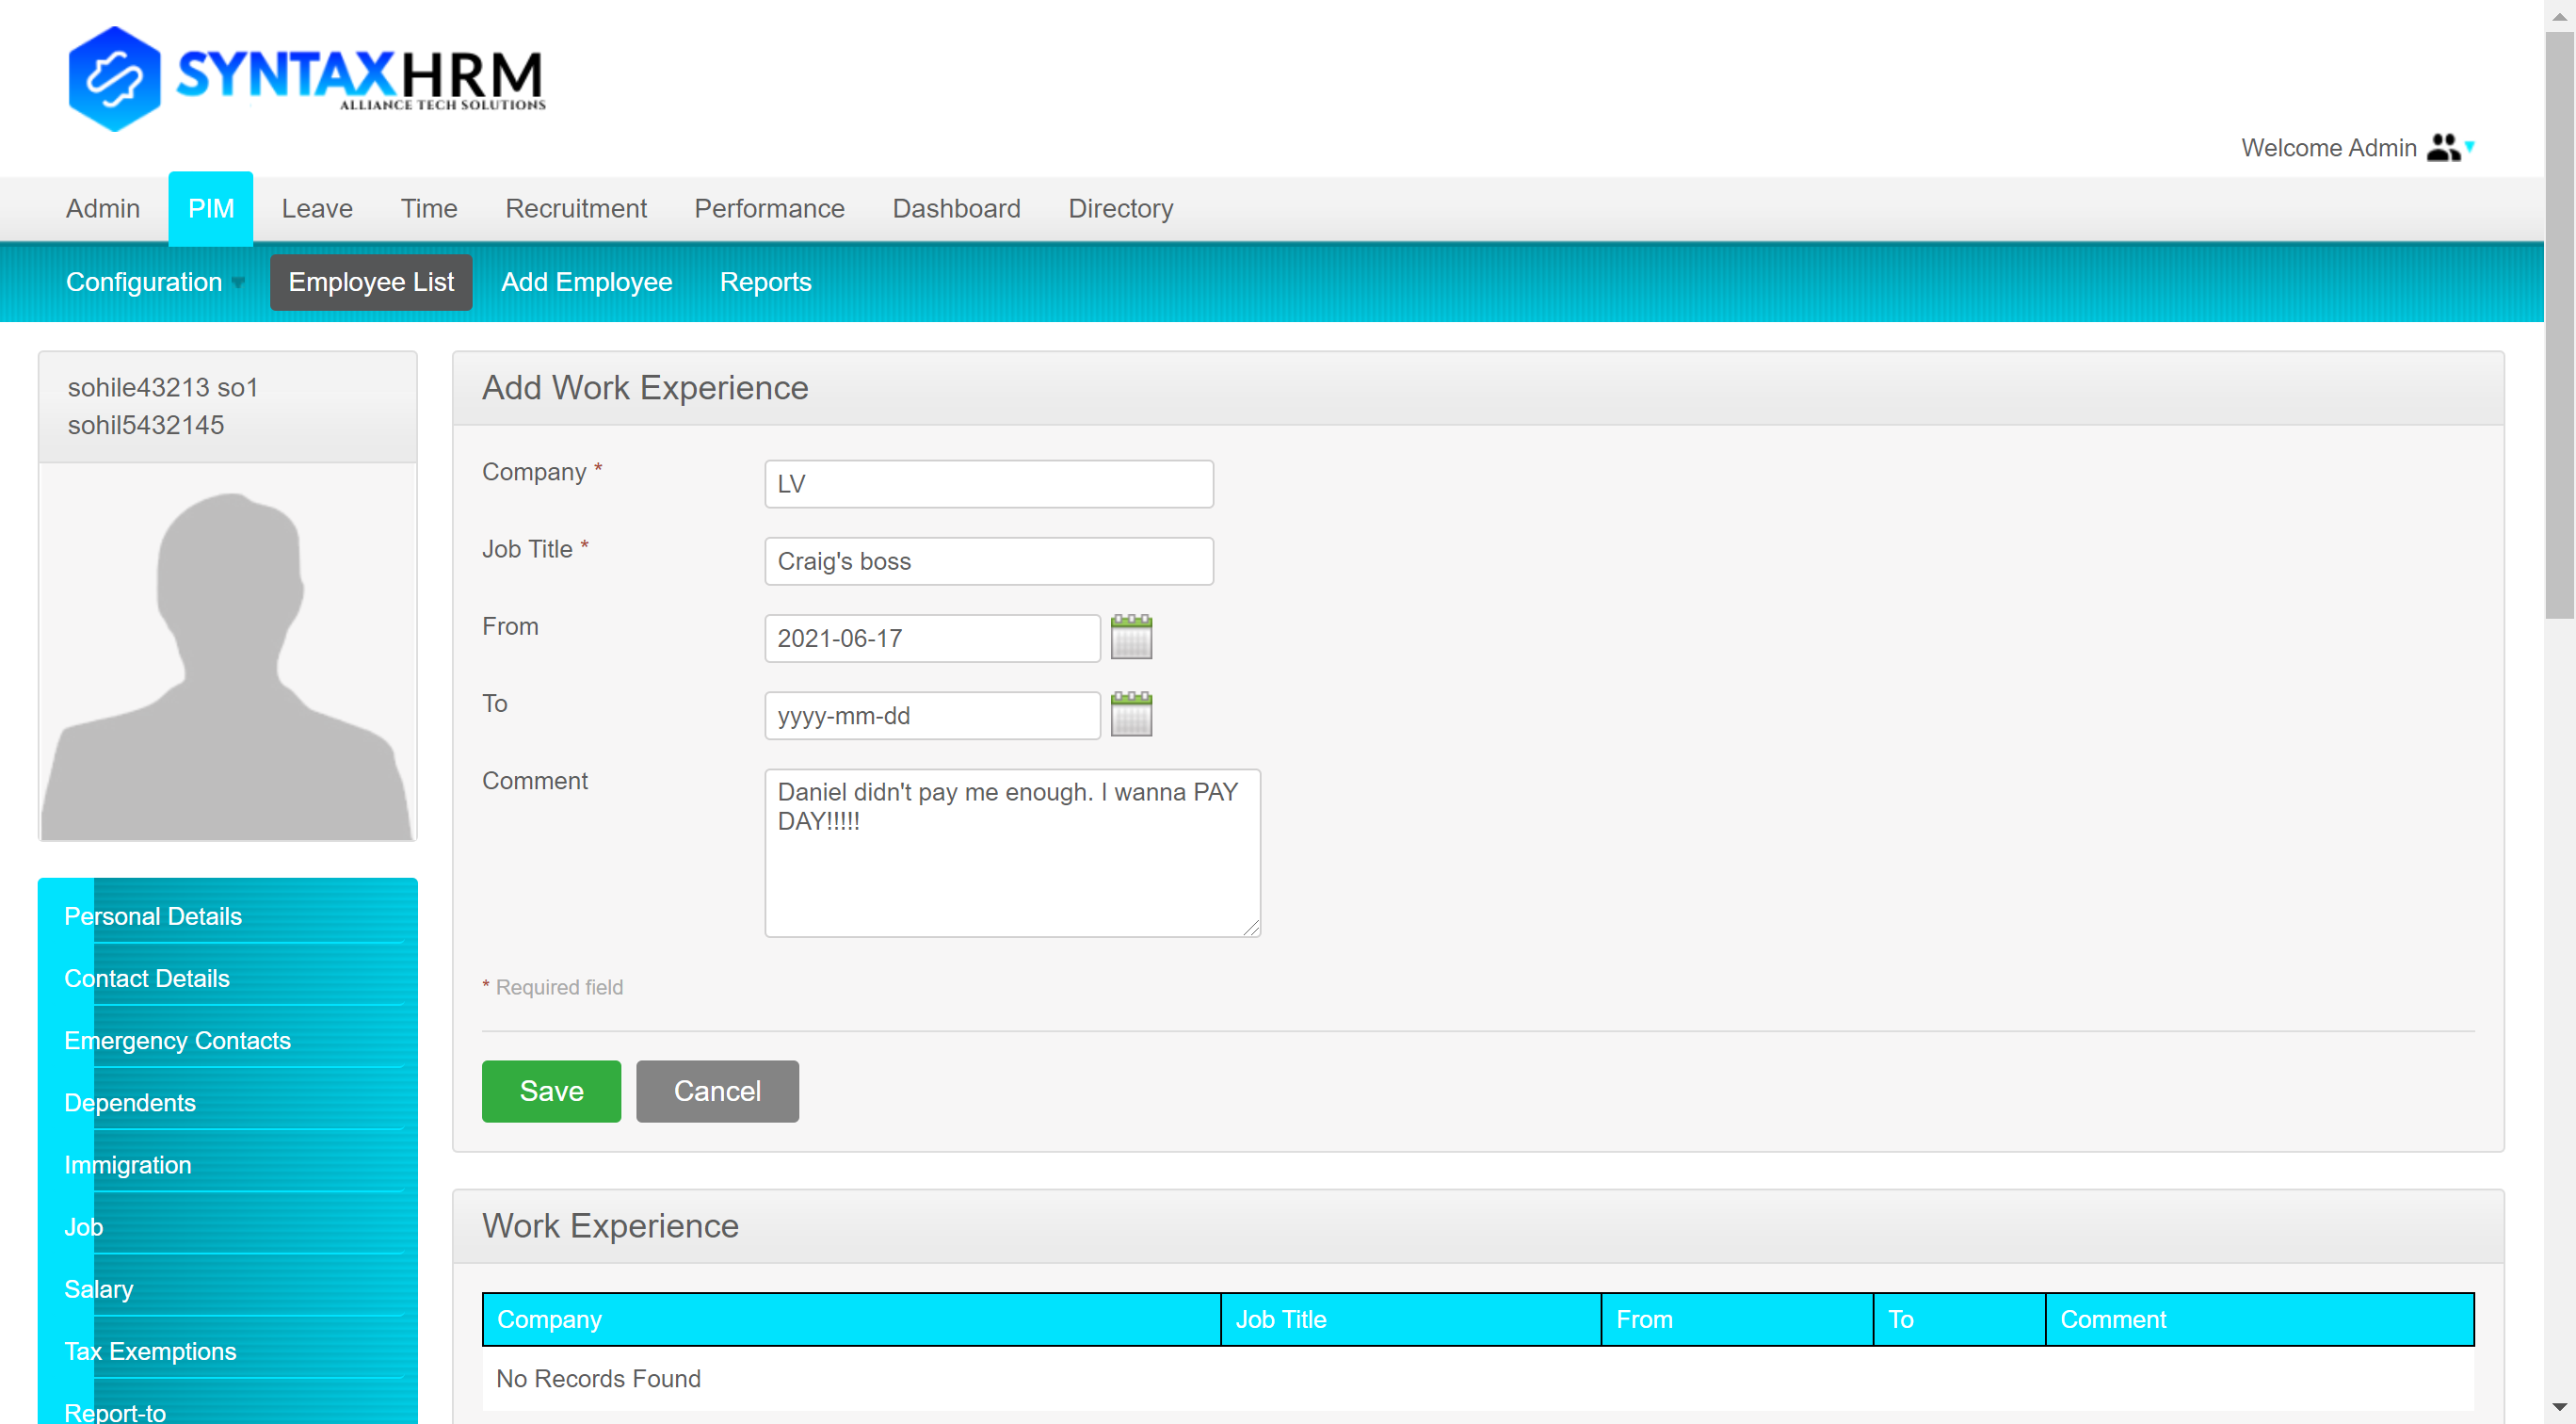 SYNTAXHRM
ALLIANCE TECH SOLUTIONS
Welcome Admin
Admin PIM Leave Time Recruitment Performance Dashboard Directory
Configuration Employee List Add Employee Reports
sohile43213 so1
sohil5432145
Personal Details
Contact Details
Emergency Contacts
Dependents
Immigration
Job
Salary
Tax Exemptions
Report-to
Add Work Experience
Company * LV
Job Title * Craig's boss
From 2021-06-17
To yyyy-mm-dd
Comment Daniel didn't pay me enough. I wanna PAY
DAY!!!!!
* Required field
Save Cancel
Work Experience
Company Job Title From To Comment
No Records Found